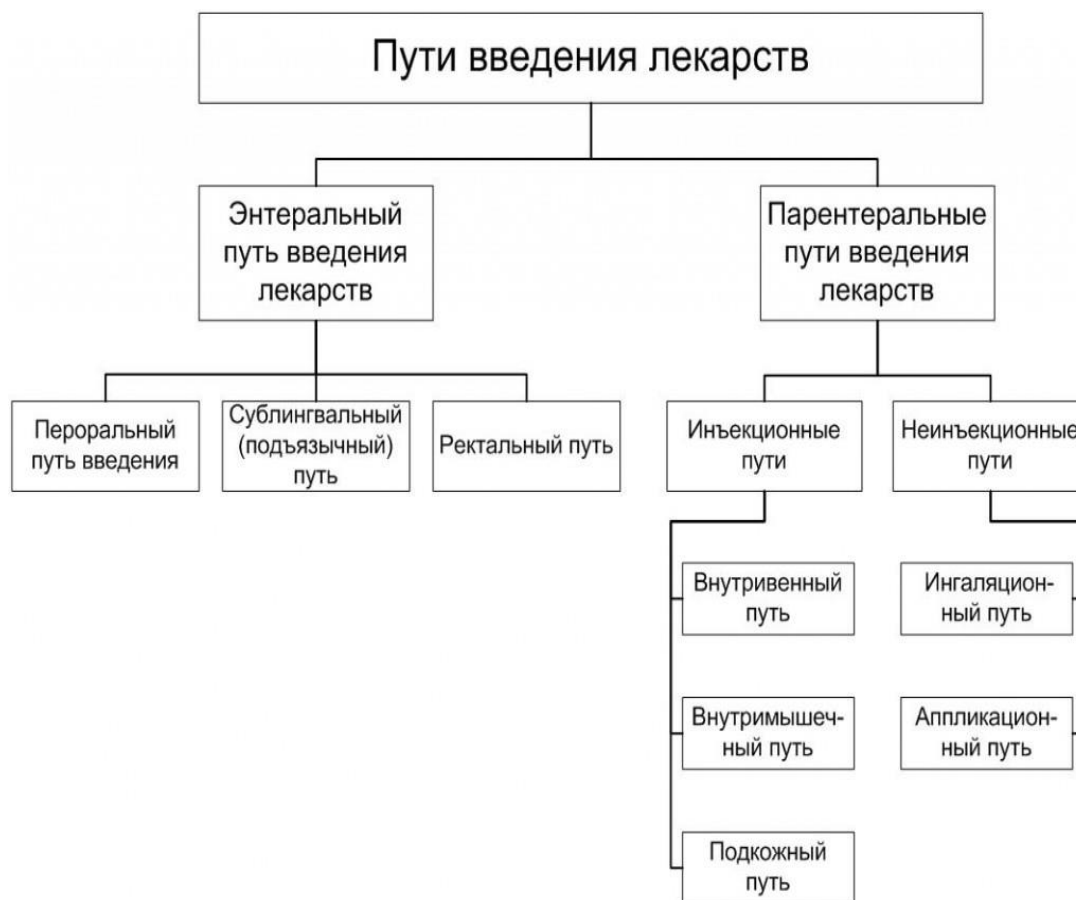 Пути введения лекарств
Энтеральный
путь введения
лекарств
Парентеральные
пути введения
лекарств
Пероральный
путь введения
Сублингвальный
(подъязычный)
путь
Ректальный путь
Инъекционные
пути
Неинъекционные
пути
Внутривенный
путь
Ингаляцион-
ный путь
Внутримышеч-
ный путь
Аппликацион-
ный путь
Подкожный
путь